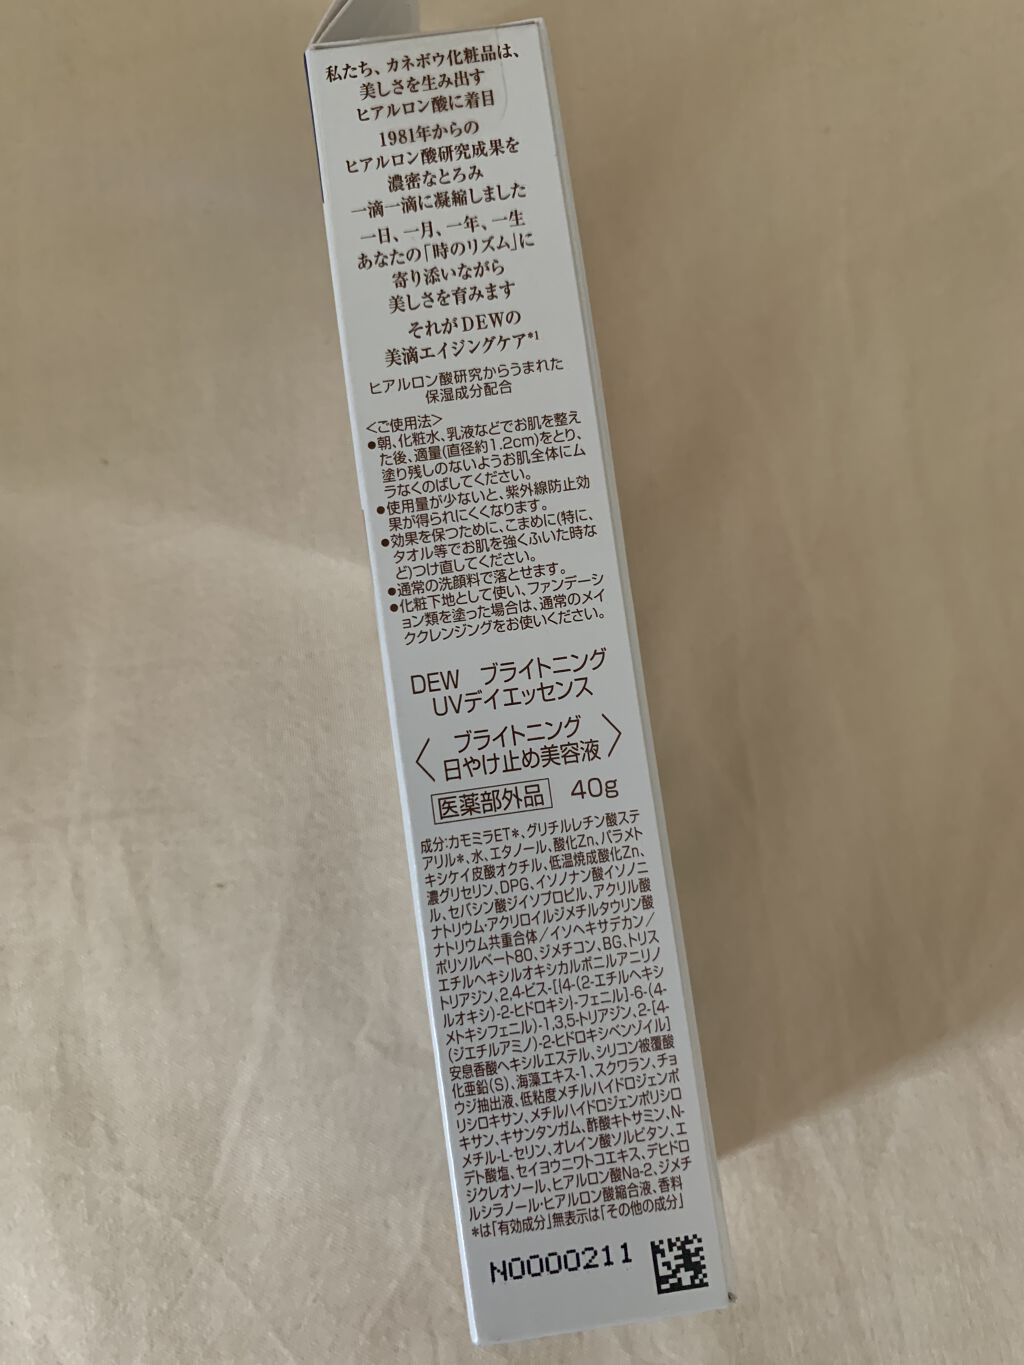 私たち、カネボウ化粧品は、
美しさを生み出す
ヒアルロン酸に着目
1981年からの
ヒアルロン酸研究成果を
濃密なとろみ
一滴一滴に凝縮しました
一日、一月、一年、一生
あなたの「時のリズム」に
寄り添いながら
美しさを育みます
それがDEWの
美滴エイジングケア*1
ヒアルロン酸研究からうまれた
保湿成分配合
＜ご使用法＞
●朝、化粧水、乳液などでお肌を整え
た後、適量(直径約1.2cm)をとり、
塗り残しのないようお肌全体にム
ラなくのばしてください。
●使用量が少ないと、紫外線防止効
果が得られにくくなります。
●効果を保つために、こまめに(特に、
タオル等でお肌を強くふいた時な
ど)つけ直してください。
●通常の洗顔料で落とせます。
●化粧下地として使い、ファンデーシ
ョン類を塗った場合は、通常のメイ
ククレンジングをお使いください。
DEW ブライトニング
UVデイエッセンス
〈ブライトニング
日やけ止め美容液〉
医薬部外品 40g
成分:カモミラET*、グリチルレチン酸ステ
アリル*、水、エタノール、酸化Zn、パラメト
キシケイ皮酸オクチル、低温焼成酸化Zn、
濃グリセリン、DPG、イソノナン酸イソノニ
ル、セバシン酸ジイソプロピル、アクリル酸
ナトリウム・アクリロイルジメチルタウリン酸
ナトリウム共重合体/イソヘキサデカン/
ポリソルベート80、ジメチコン、BG、トリス
エチルヘキシルオキシカルボニルアニリノ
トリアジン、2,4-ビス-[{4-(2-エチルヘキシ
ルオキシ)-2-ヒドロキシ}-フェニル]-6-(4-
メトキシフェニル)-1,3,5-トリアジン、2-[4-
(ジエチルアミノ)-2-ヒドロキシベンゾイル]
安息香酸ヘキシルエステル、シリコン被覆酸
化亜鉛(S)、海藻エキス-1、スクワラン、チョ
ウジ抽出液、低粘度メチルハイドロジェンポ
リシロキサン、メチルハイドロジェンポリシロ
キサン、キサンタンガム、酢酸キトサミン、N-
メチル-L-セリン、オレイン酸ソルビタン、エ
デト酸塩、セイヨウニワトコエキス、デヒドロ
ジクレオソール、ヒアルロン酸Na-2、ジメチ
ルシラノール・ヒアルロン酸縮合液、香料
*は「有効成分」無表示は「その他の成分」
N0000211